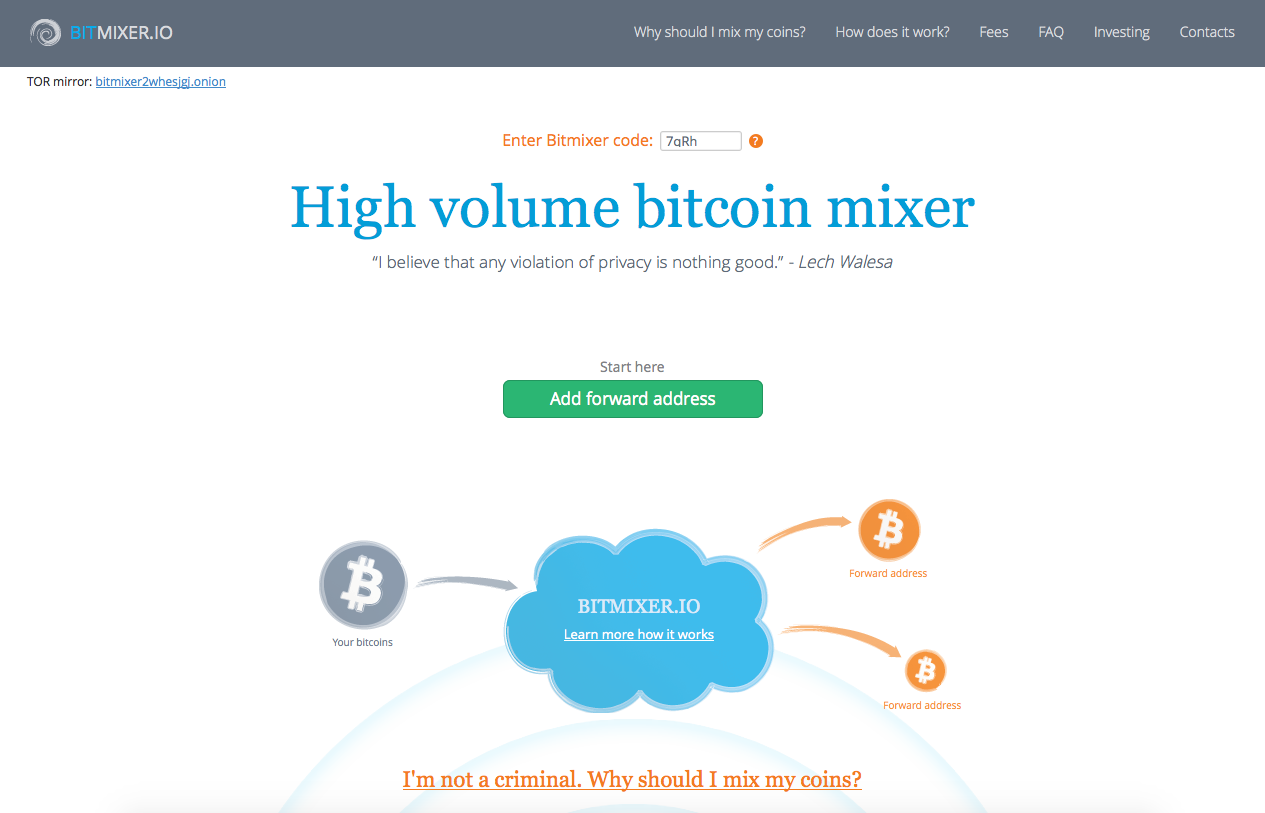 BITMIXER.IO
Why should I mix my coins? How does it work? Fees FAQ Investing Contacts
TOR mirror: bitmixer2whesjgj.onion
Enter Bitmixer code: 7qRh ?
High volume bitcoin mixer
“I believe that any violation of privacy is nothing good.” - Lech Walesa
Start here
Add forward address
Forward address
BITMIXER.IO
Learn more how it works
Your bitcoins
Forward address
I'm not a criminal. Why should I mix my coins?